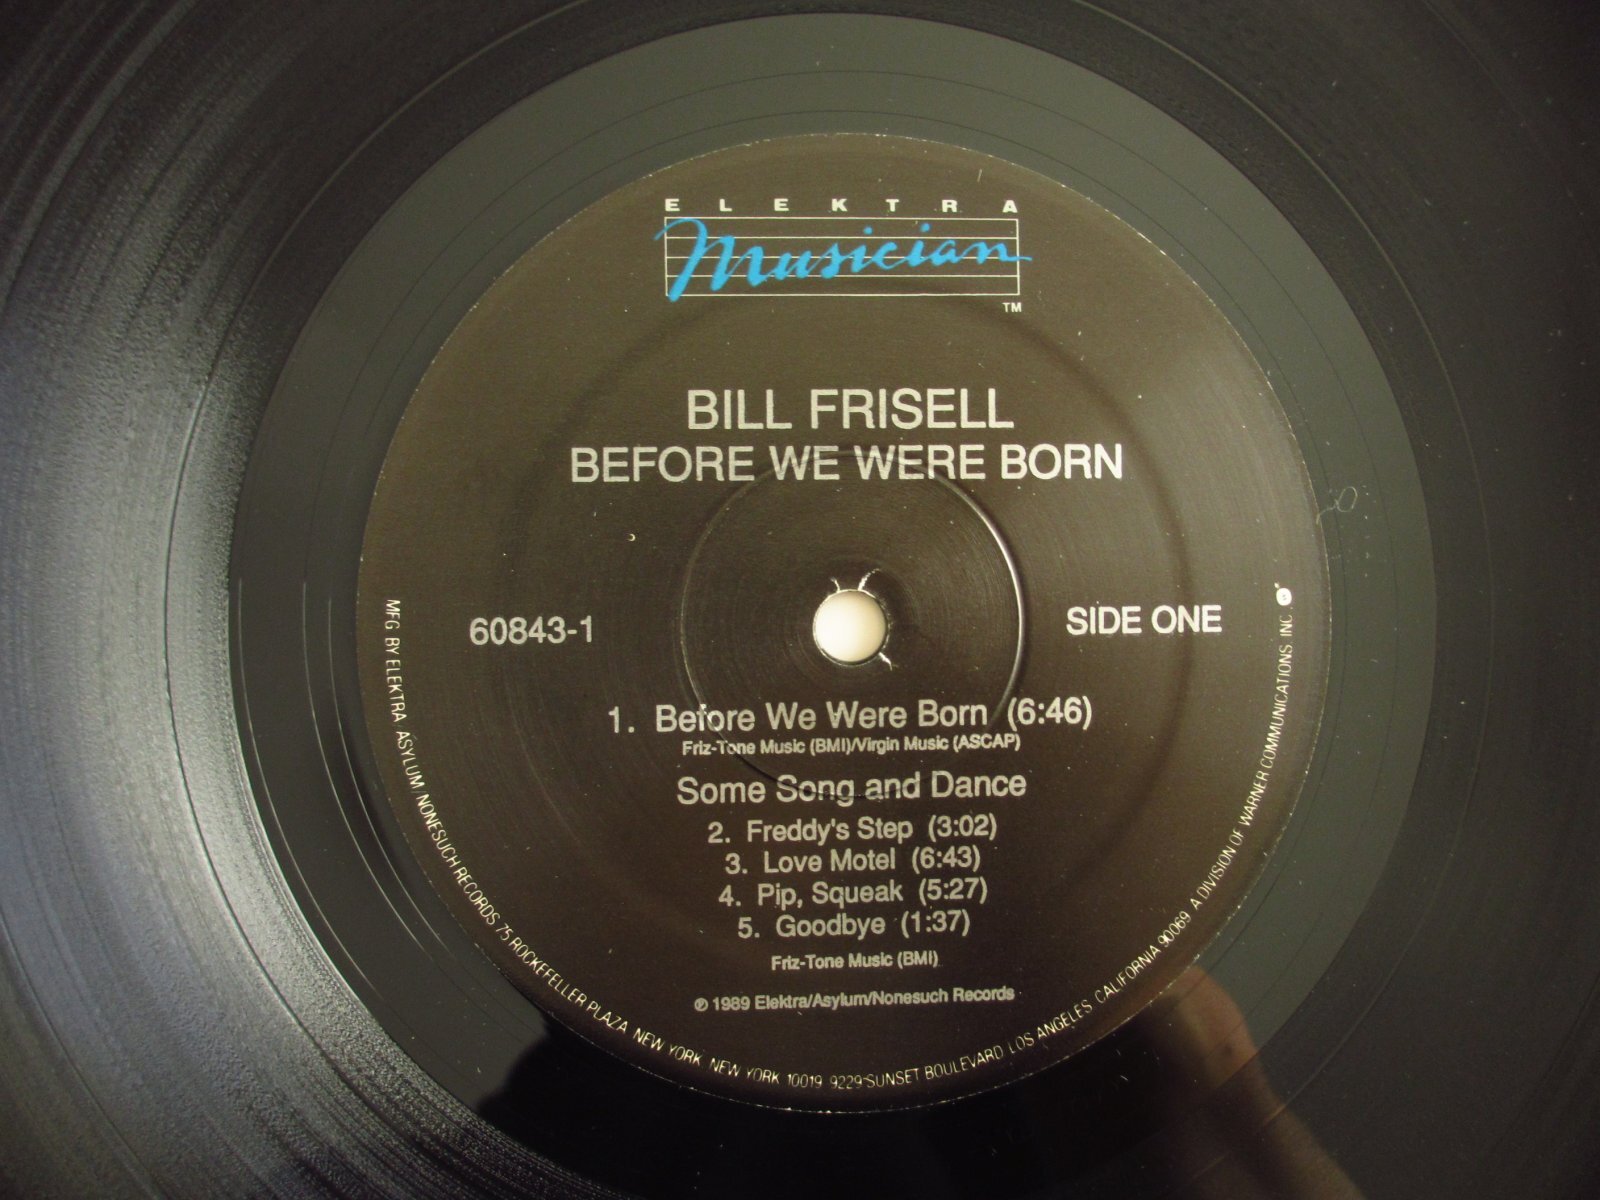 ELEKTRA
Musician
TM
BILL FRISELL
BEFORE WE WERE BORN
60843-1
SIDE ONE
1. Before We Were Born (6:46)
Friz-Tone Music (BMI)/Virgin Music (ASCAP)
Some Song and Dance
2. Freddy's Step (3:02)
3. Love Motel (6:43)
4. Pip, Squeak (5:27)
5. Goodbye (1:37)
Friz-Tone Music (BMI)
℗ 1989 Elektra/Asylum/Nonesuch Records
MFG BY ELEKTRA ASYLUM/NONESUCH RECORDS 75 ROCKEFELLER PLAZA NEW YORK NEW YORK 10019 9229 SUNSET BOULEVARD LOS ANGELES CALIFORNIA 90069 A DIVISION OF WARNER COMMUNICATIONS INC.